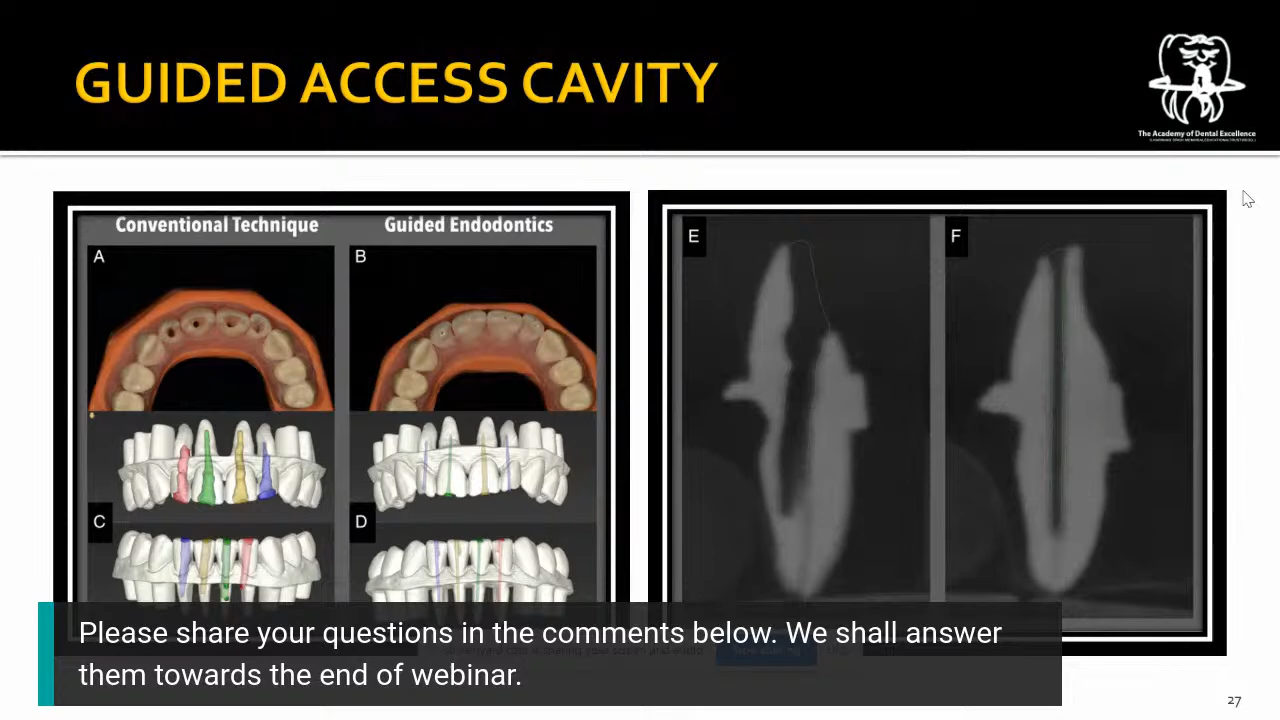 GUIDED ACCESS CAVITY
The Academy of Dental Excellence
Conventional Technique
Guided Endodontics
A
B
C
D
E
F
Please share your questions in the comments below. We shall answer
them towards the end of webinar.
27